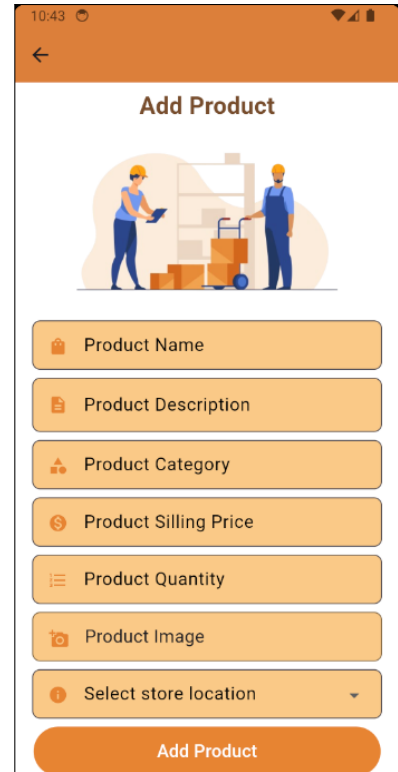 10:43
Add Product
Product Name
Product Description
Product Category
Product Silling Price
Product Quantity
Product Image
Select store location
Add Product